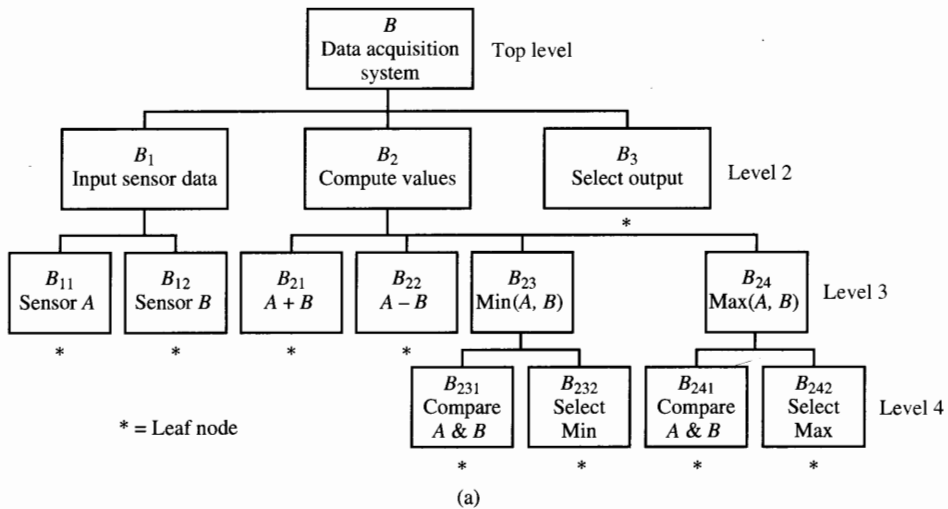 B
Data acquisition
system
Top level
B₁
Input sensor data
B₂
Compute values
B₃
Select output
Level 2
*
B₁₁
Sensor A
B₁₂
Sensor B
B₂₁
A + B
B₂₂
A – B
B₂₃
Min(A, B)
B₂₄
Max(A, B)
Level 3
* * * *
B₂₃₁
Compare
A & B
B₂₃₂
Select
Min
B₂₄₁
Compare
A & B
B₂₄₂
Select
Max
Level 4
* = Leaf node
* * * *
(a)